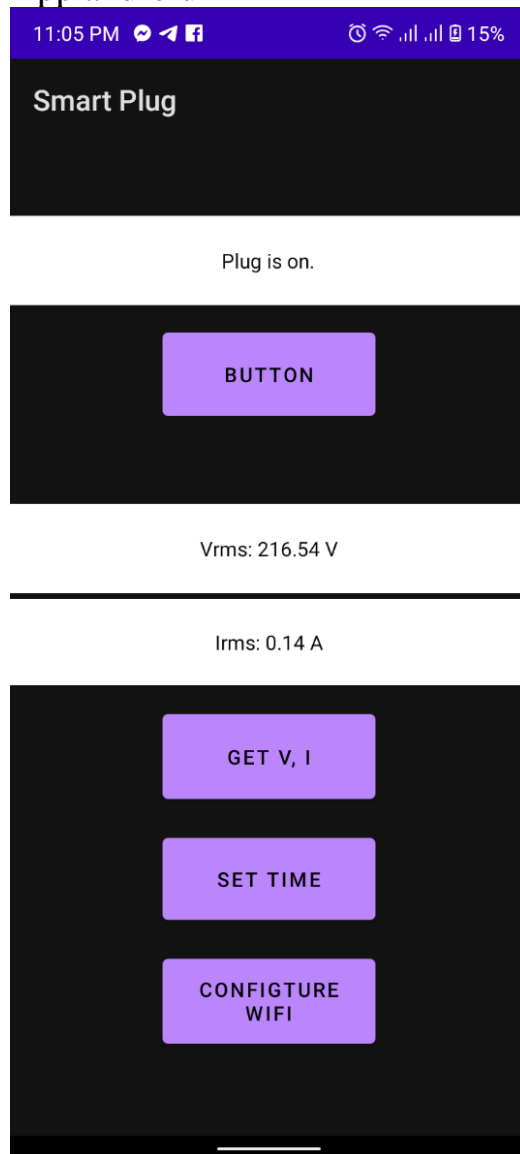 11:05 PM 15%
Smart Plug
Plug is on.
BUTTON
Vrms: 216.54 V
Irms: 0.14 A
GET V, I
SET TIME
CONFIGTURE
WIFI